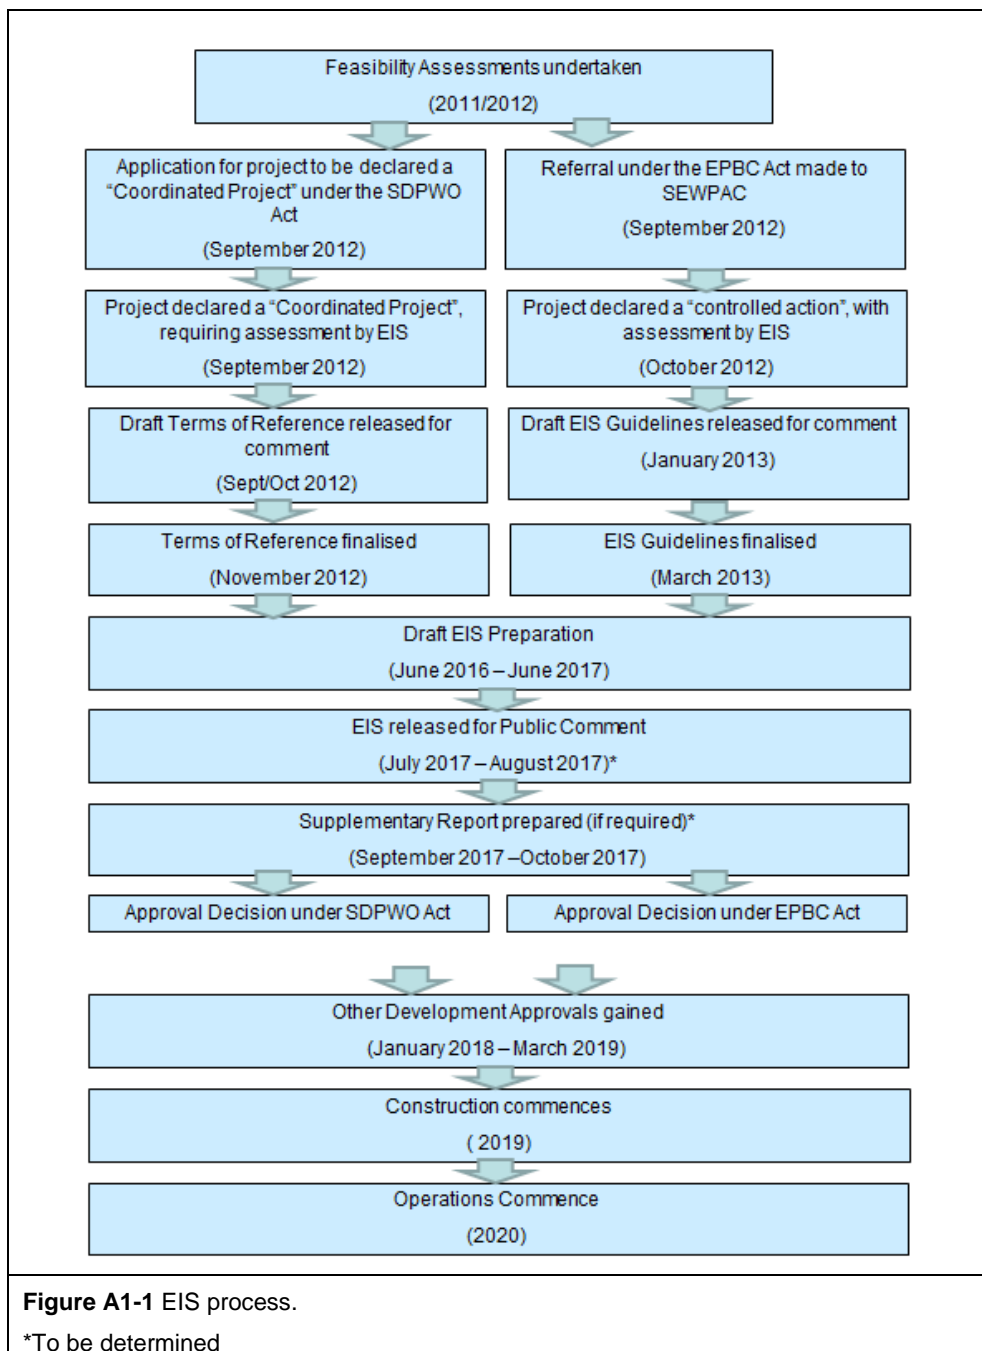 Feasibility Assessments undertaken
(2011/2012)
Application for project to be declared a
“Coordinated Project” under the SDPWO
Act
(September 2012)
Referral under the EPBC Act made to
SEWPAC
(September 2012)
Project declared a “Coordinated Project”,
requiring assessment by EIS
(September 2012)
Project declared a “controlled action”, with
assessment by EIS
(October 2012)
Draft Terms of Reference released for
comment
(Sept/Oct 2012)
Draft EIS Guidelines released for comment
(January 2013)
Terms of Reference finalised
(November 2012)
EIS Guidelines finalised
(March 2013)
Draft EIS Preparation
(June 2016 – June 2017)
EIS released for Public Comment
(July 2017 – August 2017)*
Supplementary Report prepared (if required)*
(September 2017 –October 2017)
Approval Decision under SDPWO Act
Approval Decision under EPBC Act
Other Development Approvals gained
(January 2018 – March 2019)
Construction commences
( 2019)
Operations Commence
(2020)
Figure A1-1 EIS process.
*To be determined